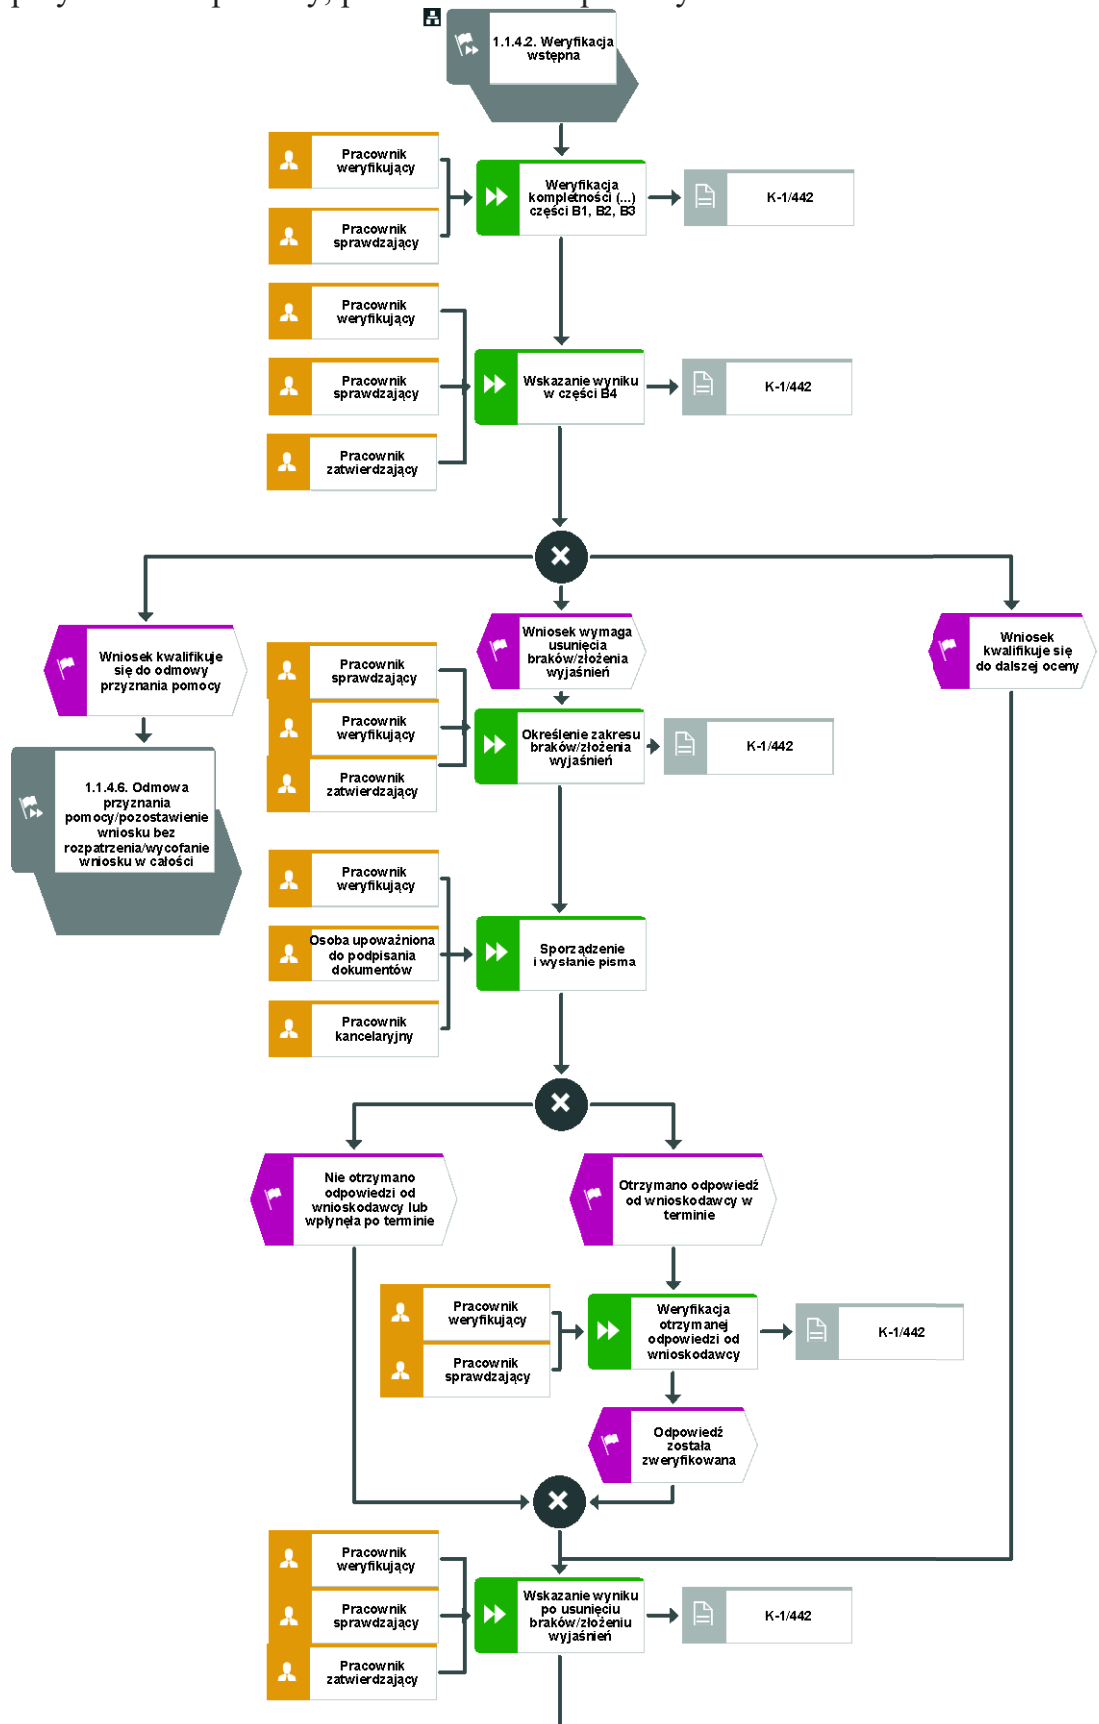 1.1.4.2. Weryfikacja
wstępna
Pracownik
weryfikujący
Weryfikacja
kompletności (...)
części B1, B2, B3
K-1/442
Pracownik
sprawdzający
Pracownik
weryfikujący
Pracownik
sprawdzający
Wskazanie wyniku
w części B4
K-1/442
Pracownik
zatwierdzający
Wniosek kwalifikuje
się do odmowy
przyznania pomocy
Wniosek wymaga
usunięcia
braków/złożenia
wyjaśnień
Wniosek
kwalifikuje się
do dalszej oceny
Pracownik
sprawdzający
Pracownik
weryfikujący
Pracownik
zatwierdzający
Określenie zakresu
braków/złożenia
wyjaśnień
K-1/442
1.1.4.6. Odmowa
przyznania
pomocy/pozostawienie
wniosku bez
rozpatrzenia/wycofanie
wniosku w całości
Pracownik
weryfikujący
Osoba upoważniona
do podpisania
dokumentów
Sporządzenie
i wysłanie pisma
Pracownik
kancelaryjny
Nie otrzymano
odpowiedzi od
wnioskodawcy lub
wpłynęła po terminie
Otrzymano odpowiedź
od wnioskodawcy w
terminie
Pracownik
weryfikujący
Pracownik
sprawdzający
Weryfikacja
otrzymanej
odpowiedzi od
wnioskodawcy
K-1/442
Odpowiedź
została
zweryfikowana
Pracownik
weryfikujący
Pracownik
sprawdzający
Pracownik
zatwierdzający
Wskazanie wyniku
po usunięciu
braków/złożeniu
wyjaśnień
K-1/442